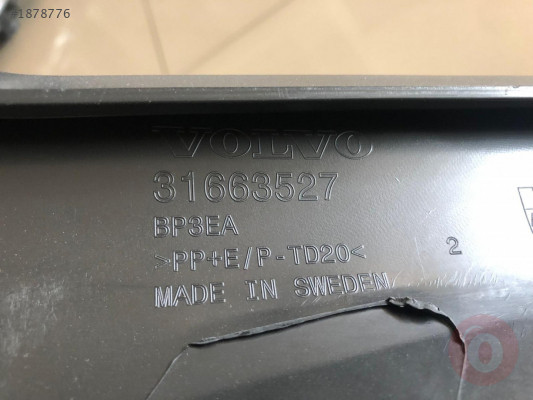 1878776
VOLVO
31663527
BP3EA
>PP+E/P-TD20<
2
MADE IN SWEDEN